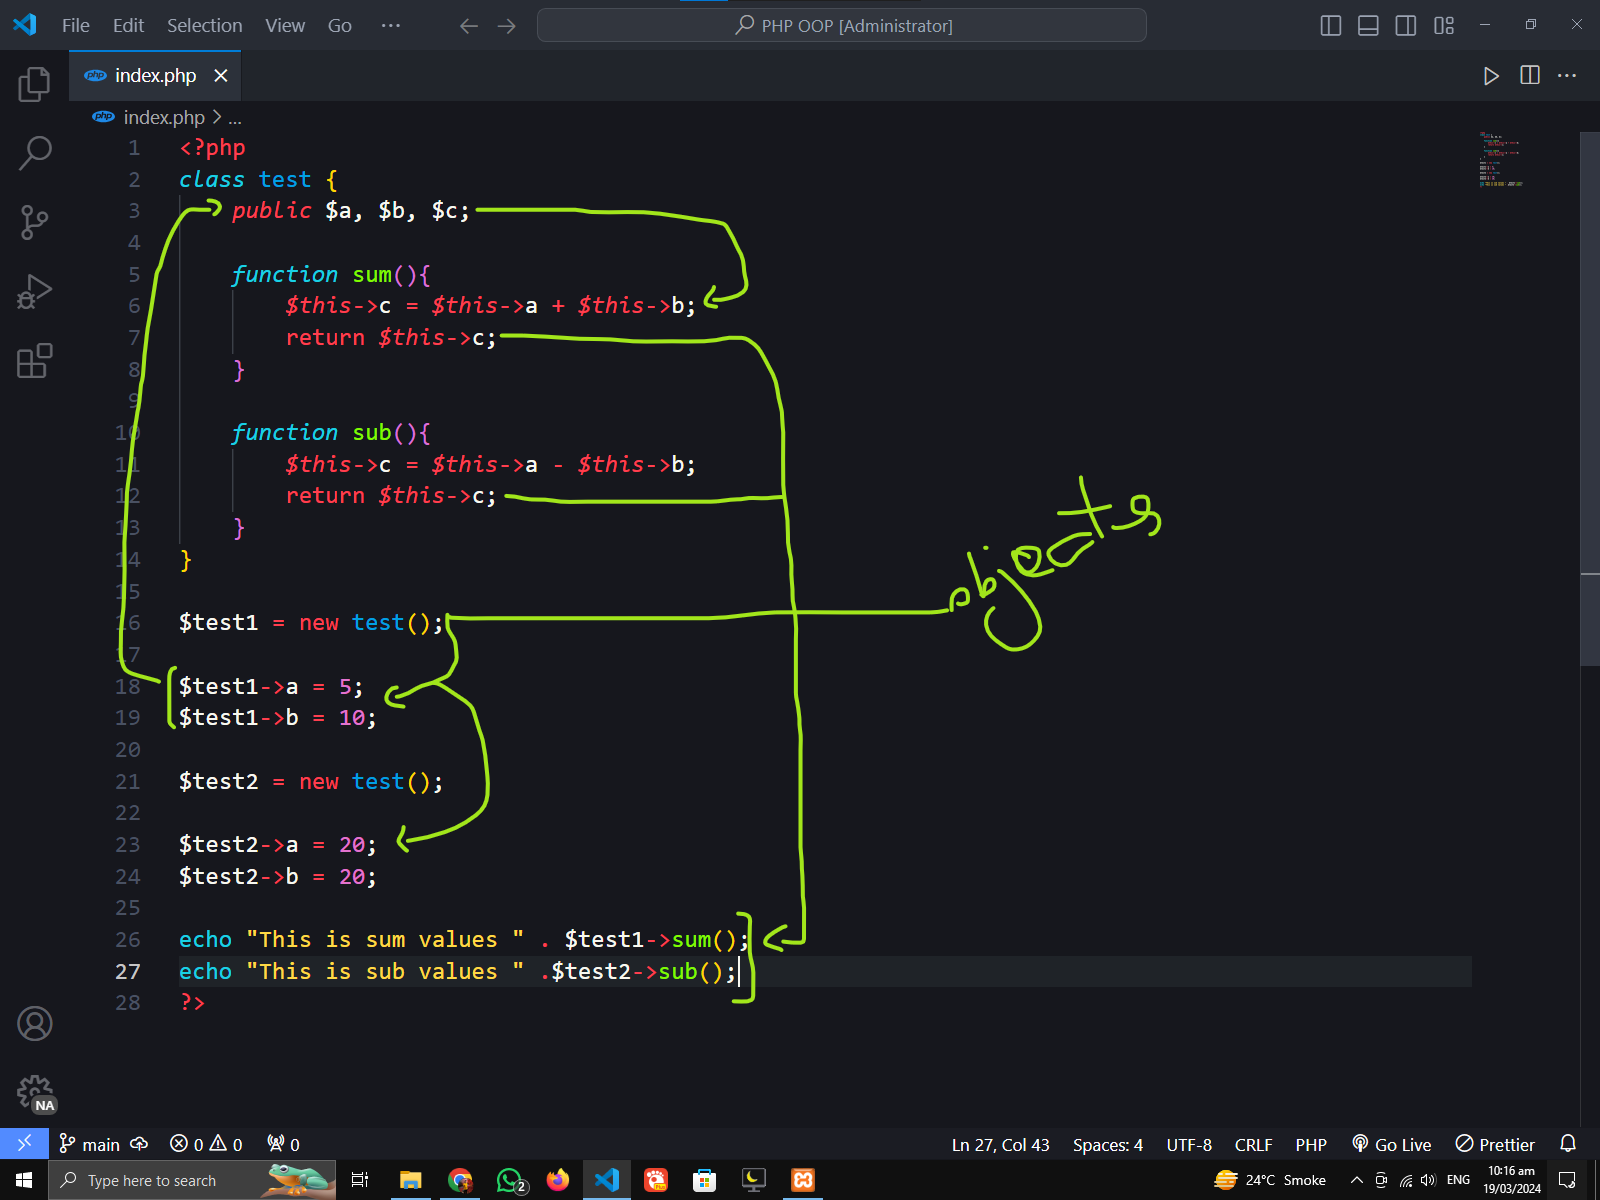 File Edit Selection View Go ··· PHP OOP [Administrator]
php index.php
php index.php > ...
1 <?php
2 class test {
3 public $a, $b, $c;
4
5 function sum(){
6 $this->c = $this->a + $this->b;
7 return $this->c;
8 }
9
10 function sub(){
11 $this->c = $this->a - $this->b;
12 return $this->c;
13 }
14 }
15
16 $test1 = new test();
objects
17
18 $test1->a = 5;
19 $test1->b = 10;
20
21 $test2 = new test();
22
23 $test2->a = 20;
24 $test2->b = 20;
25
26 echo "This is sum values " . $test1->sum();
27 echo "This is sub values " .$test2->sub();
28 ?>
NA
main 0 0 0 Ln 27, Col 43 Spaces: 4 UTF-8 CRLF PHP Go Live Prettier
Type here to search 2 24°C Smoke ENG 10:16 am
19/03/2024